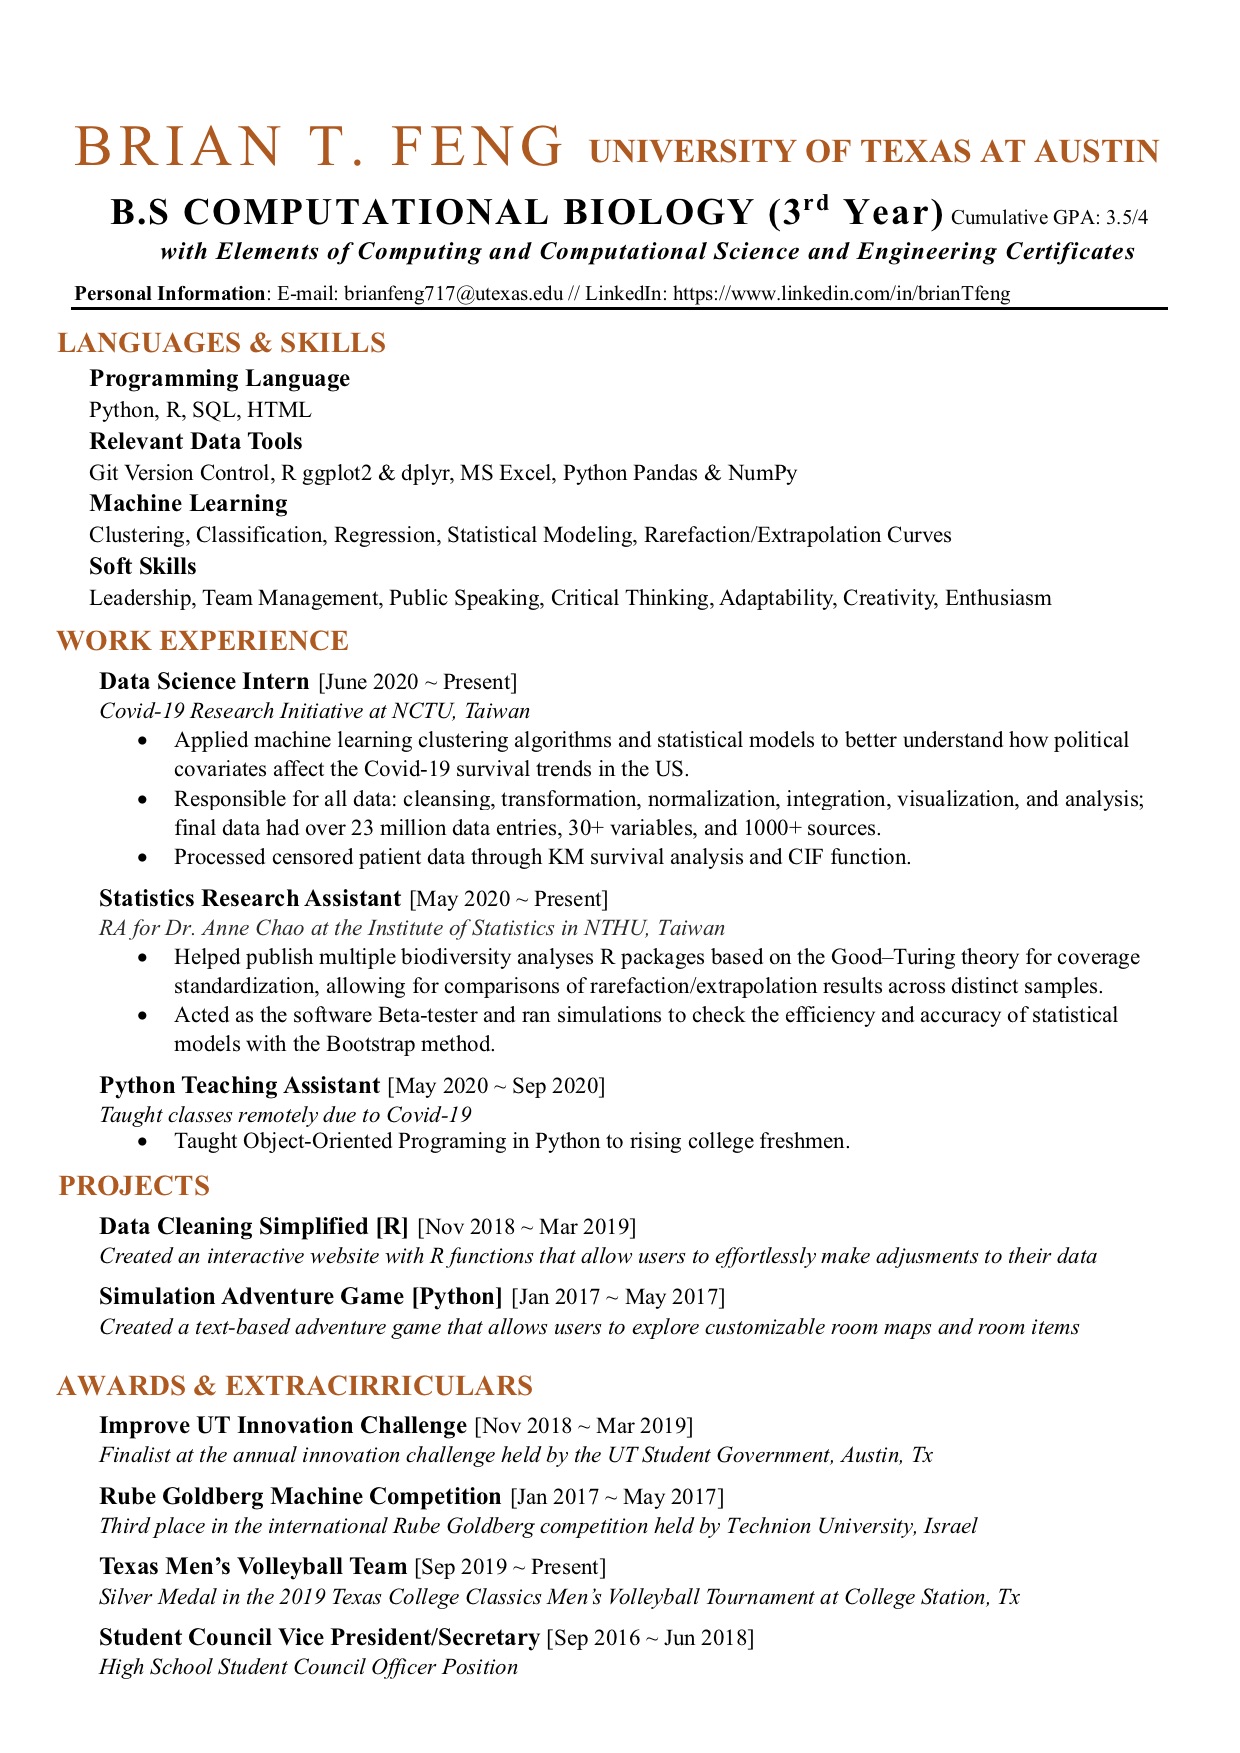 BRIAN T. FENG UNIVERSITY OF TEXAS AT AUSTIN
B.S COMPUTATIONAL BIOLOGY (3rd Year) Cumulative GPA: 3.5/4
with Elements of Computing and Computational Science and Engineering Certificates
Personal Information: E-mail: brianfeng717@utexas.edu // LinkedIn: https://www.linkedin.com/in/brianTfeng
LANGUAGES & SKILLS
Programming Language
Python, R, SQL, HTML
Relevant Data Tools
Git Version Control, R ggplot2 & dplyr, MS Excel, Python Pandas & NumPy
Machine Learning
Clustering, Classification, Regression, Statistical Modeling, Rarefaction/Extrapolation Curves
Soft Skills
Leadership, Team Management, Public Speaking, Critical Thinking, Adaptability, Creativity, Enthusiasm
WORK EXPERIENCE
Data Science Intern [June 2020 ~ Present]
Covid-19 Research Initiative at NCTU, Taiwan
• Applied machine learning clustering algorithms and statistical models to better understand how political
covariates affect the Covid-19 survival trends in the US.
• Responsible for all data: cleansing, transformation, normalization, integration, visualization, and analysis;
final data had over 23 million data entries, 30+ variables, and 1000+ sources.
• Processed censored patient data through KM survival analysis and CIF function.
Statistics Research Assistant [May 2020 ~ Present]
RA for Dr. Anne Chao at the Institute of Statistics in NTHU, Taiwan
• Helped publish multiple biodiversity analyses R packages based on the Good–Turing theory for coverage
standardization, allowing for comparisons of rarefaction/extrapolation results across distinct samples.
• Acted as the software Beta-tester and ran simulations to check the efficiency and accuracy of statistical
models with the Bootstrap method.
Python Teaching Assistant [May 2020 ~ Sep 2020]
Taught classes remotely due to Covid-19
• Taught Object-Oriented Programing in Python to rising college freshmen.
PROJECTS
Data Cleaning Simplified [R] [Nov 2018 ~ Mar 2019]
Created an interactive website with R functions that allow users to effortlessly make adjusments to their data
Simulation Adventure Game [Python] [Jan 2017 ~ May 2017]
Created a text-based adventure game that allows users to explore customizable room maps and room items
AWARDS & EXTRACIRRICULARS
Improve UT Innovation Challenge [Nov 2018 ~ Mar 2019]
Finalist at the annual innovation challenge held by the UT Student Government, Austin, Tx
Rube Goldberg Machine Competition [Jan 2017 ~ May 2017]
Third place in the international Rube Goldberg competition held by Technion University, Israel
Texas Men’s Volleyball Team [Sep 2019 ~ Present]
Silver Medal in the 2019 Texas College Classics Men’s Volleyball Tournament at College Station, Tx
Student Council Vice President/Secretary [Sep 2016 ~ Jun 2018]
High School Student Council Officer Position